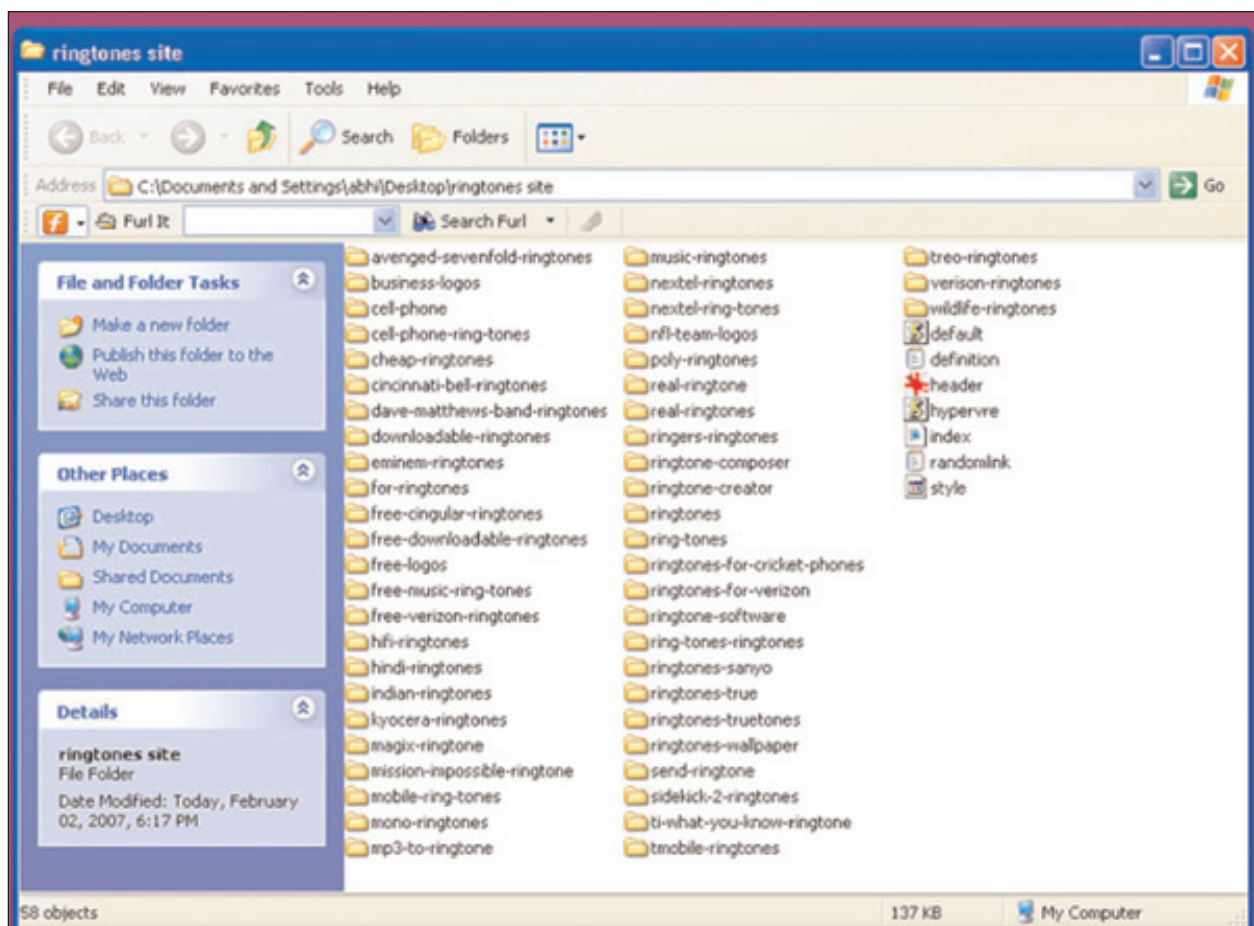 ringtones site
File Edit View Favorites Tools Help
Back Search Folders
Address C:\Documents and Settings\abhi\Desktop\ringtones site Go
Furl It Search Furl
File and Folder Tasks
Make a new folder
Publish this folder to the
Web
Share this folder
Other Places
Desktop
My Documents
Shared Documents
My Computer
My Network Places
Details
ringtones site
File Folder
Date Modified: Today, February
02, 2007, 6:17 PM
avenged-sevenfold-ringtones
business-logos
cell-phone
cell-phone-ring-tones
cheap-ringtones
cincinnati-bell-ringtones
dave-matthews-band-ringtones
downloadable-ringtones
eminem-ringtones
for-ringtones
free-cingular-ringtones
free-downloadable-ringtones
free-logos
free-music-ring-tones
free-verizon-ringtones
hifi-ringtones
hindi-ringtones
indian-ringtones
kyocera-ringtones
magix-ringtone
mission-impossible-ringtone
mobile-ring-tones
mono-ringtones
mp3-to-ringtone
music-ringtones
nextel-ringtones
nextel-ring-tones
nfl-team-logos
poly-ringtones
real-ringtone
real-ringtones
ringers-ringtones
ringtone-composer
ringtone-creator
ringtones
ring-tones
ringtones-for-cricket-phones
ringtones-for-verizon
ringtone-software
ring-tones-ringtones
ringtones-sanyo
ringtones-true
ringtones-truetones
ringtones-wallpaper
send-ringtone
sidekick-2-ringtones
ti-what-you-know-ringtone
tmobile-ringtones
treo-ringtones
verison-ringtones
wildlife-ringtones
default
definition
header
hypervre
index
randomlink
style
58 objects 137 KB My Computer